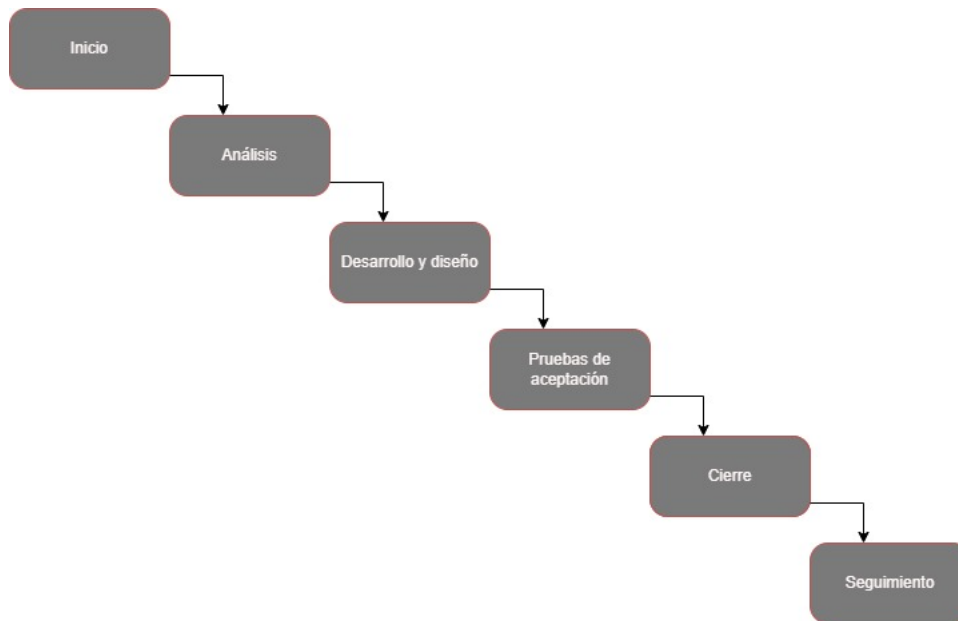 Inicio
Análisis
Desarrollo y diseño
Pruebas de
aceptación
Cierre
Seguimiento